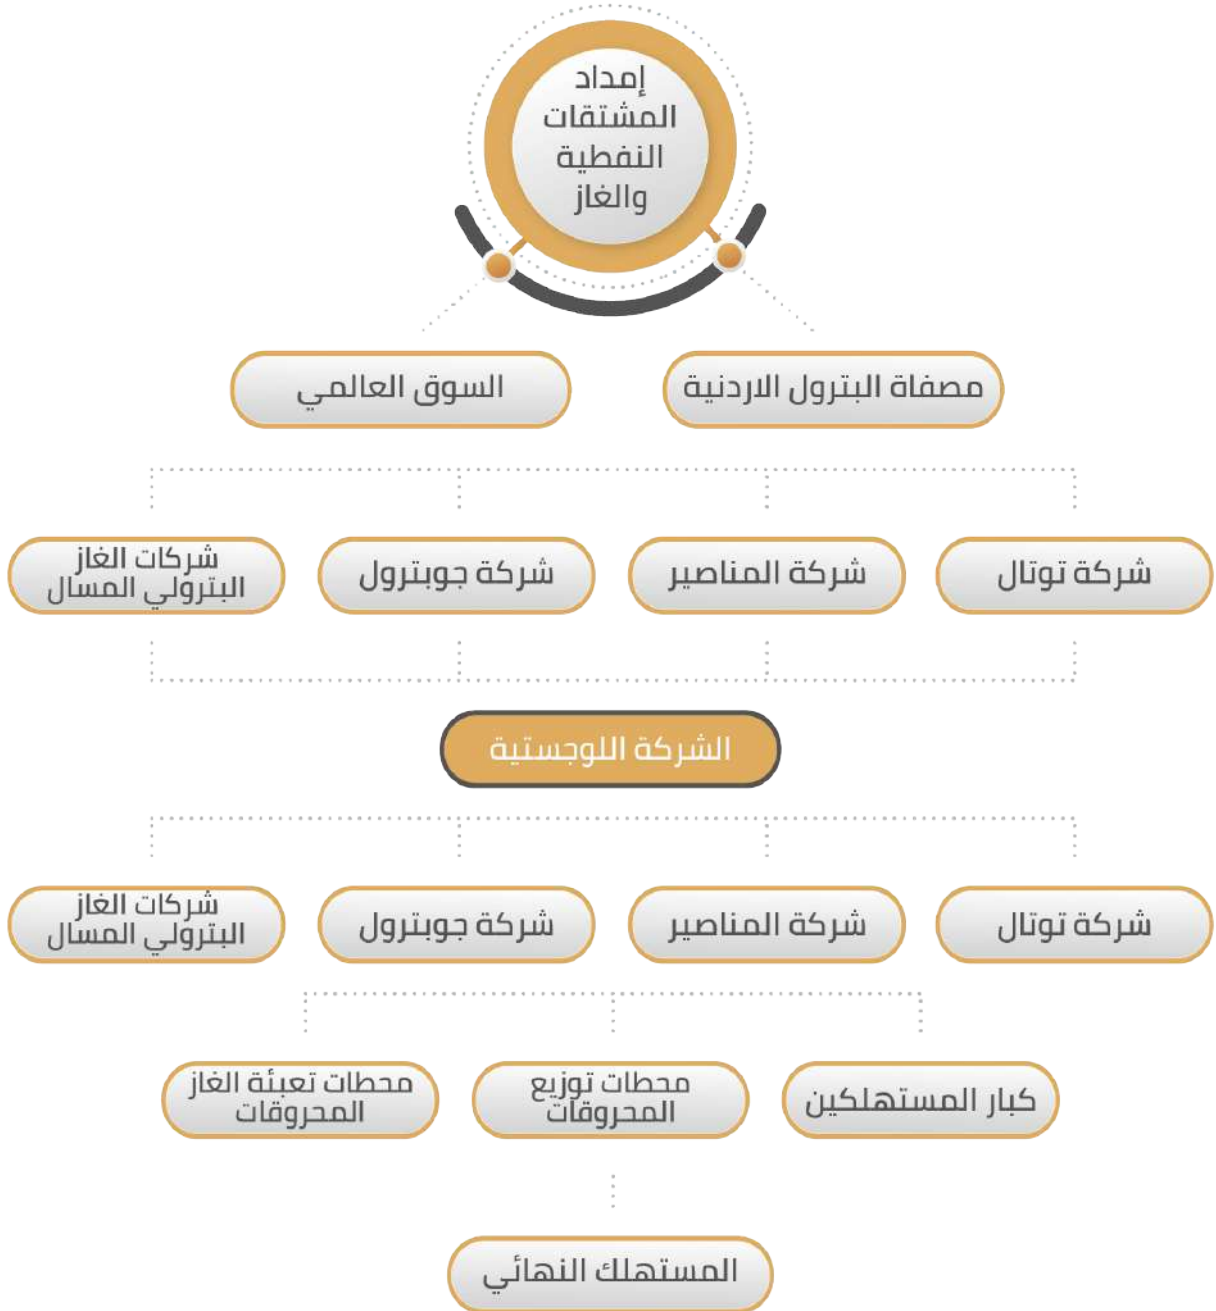 إمداد
المشتقات
النفطية
والغاز
مصفاة البترول الاردنية
السوق العالمي
شركة توتال
شركة المناصير
شركة جوبترول
شركات الغاز
البترولي المسال
الشركة اللوجستية
شركة توتال
شركة المناصير
شركة جوبترول
شركات الغاز
البترولي المسال
كبار المستهلكين
محطات توزيع
المحروقات
محطات تعبئة الغاز
المحروقات
المستهلك النهائي